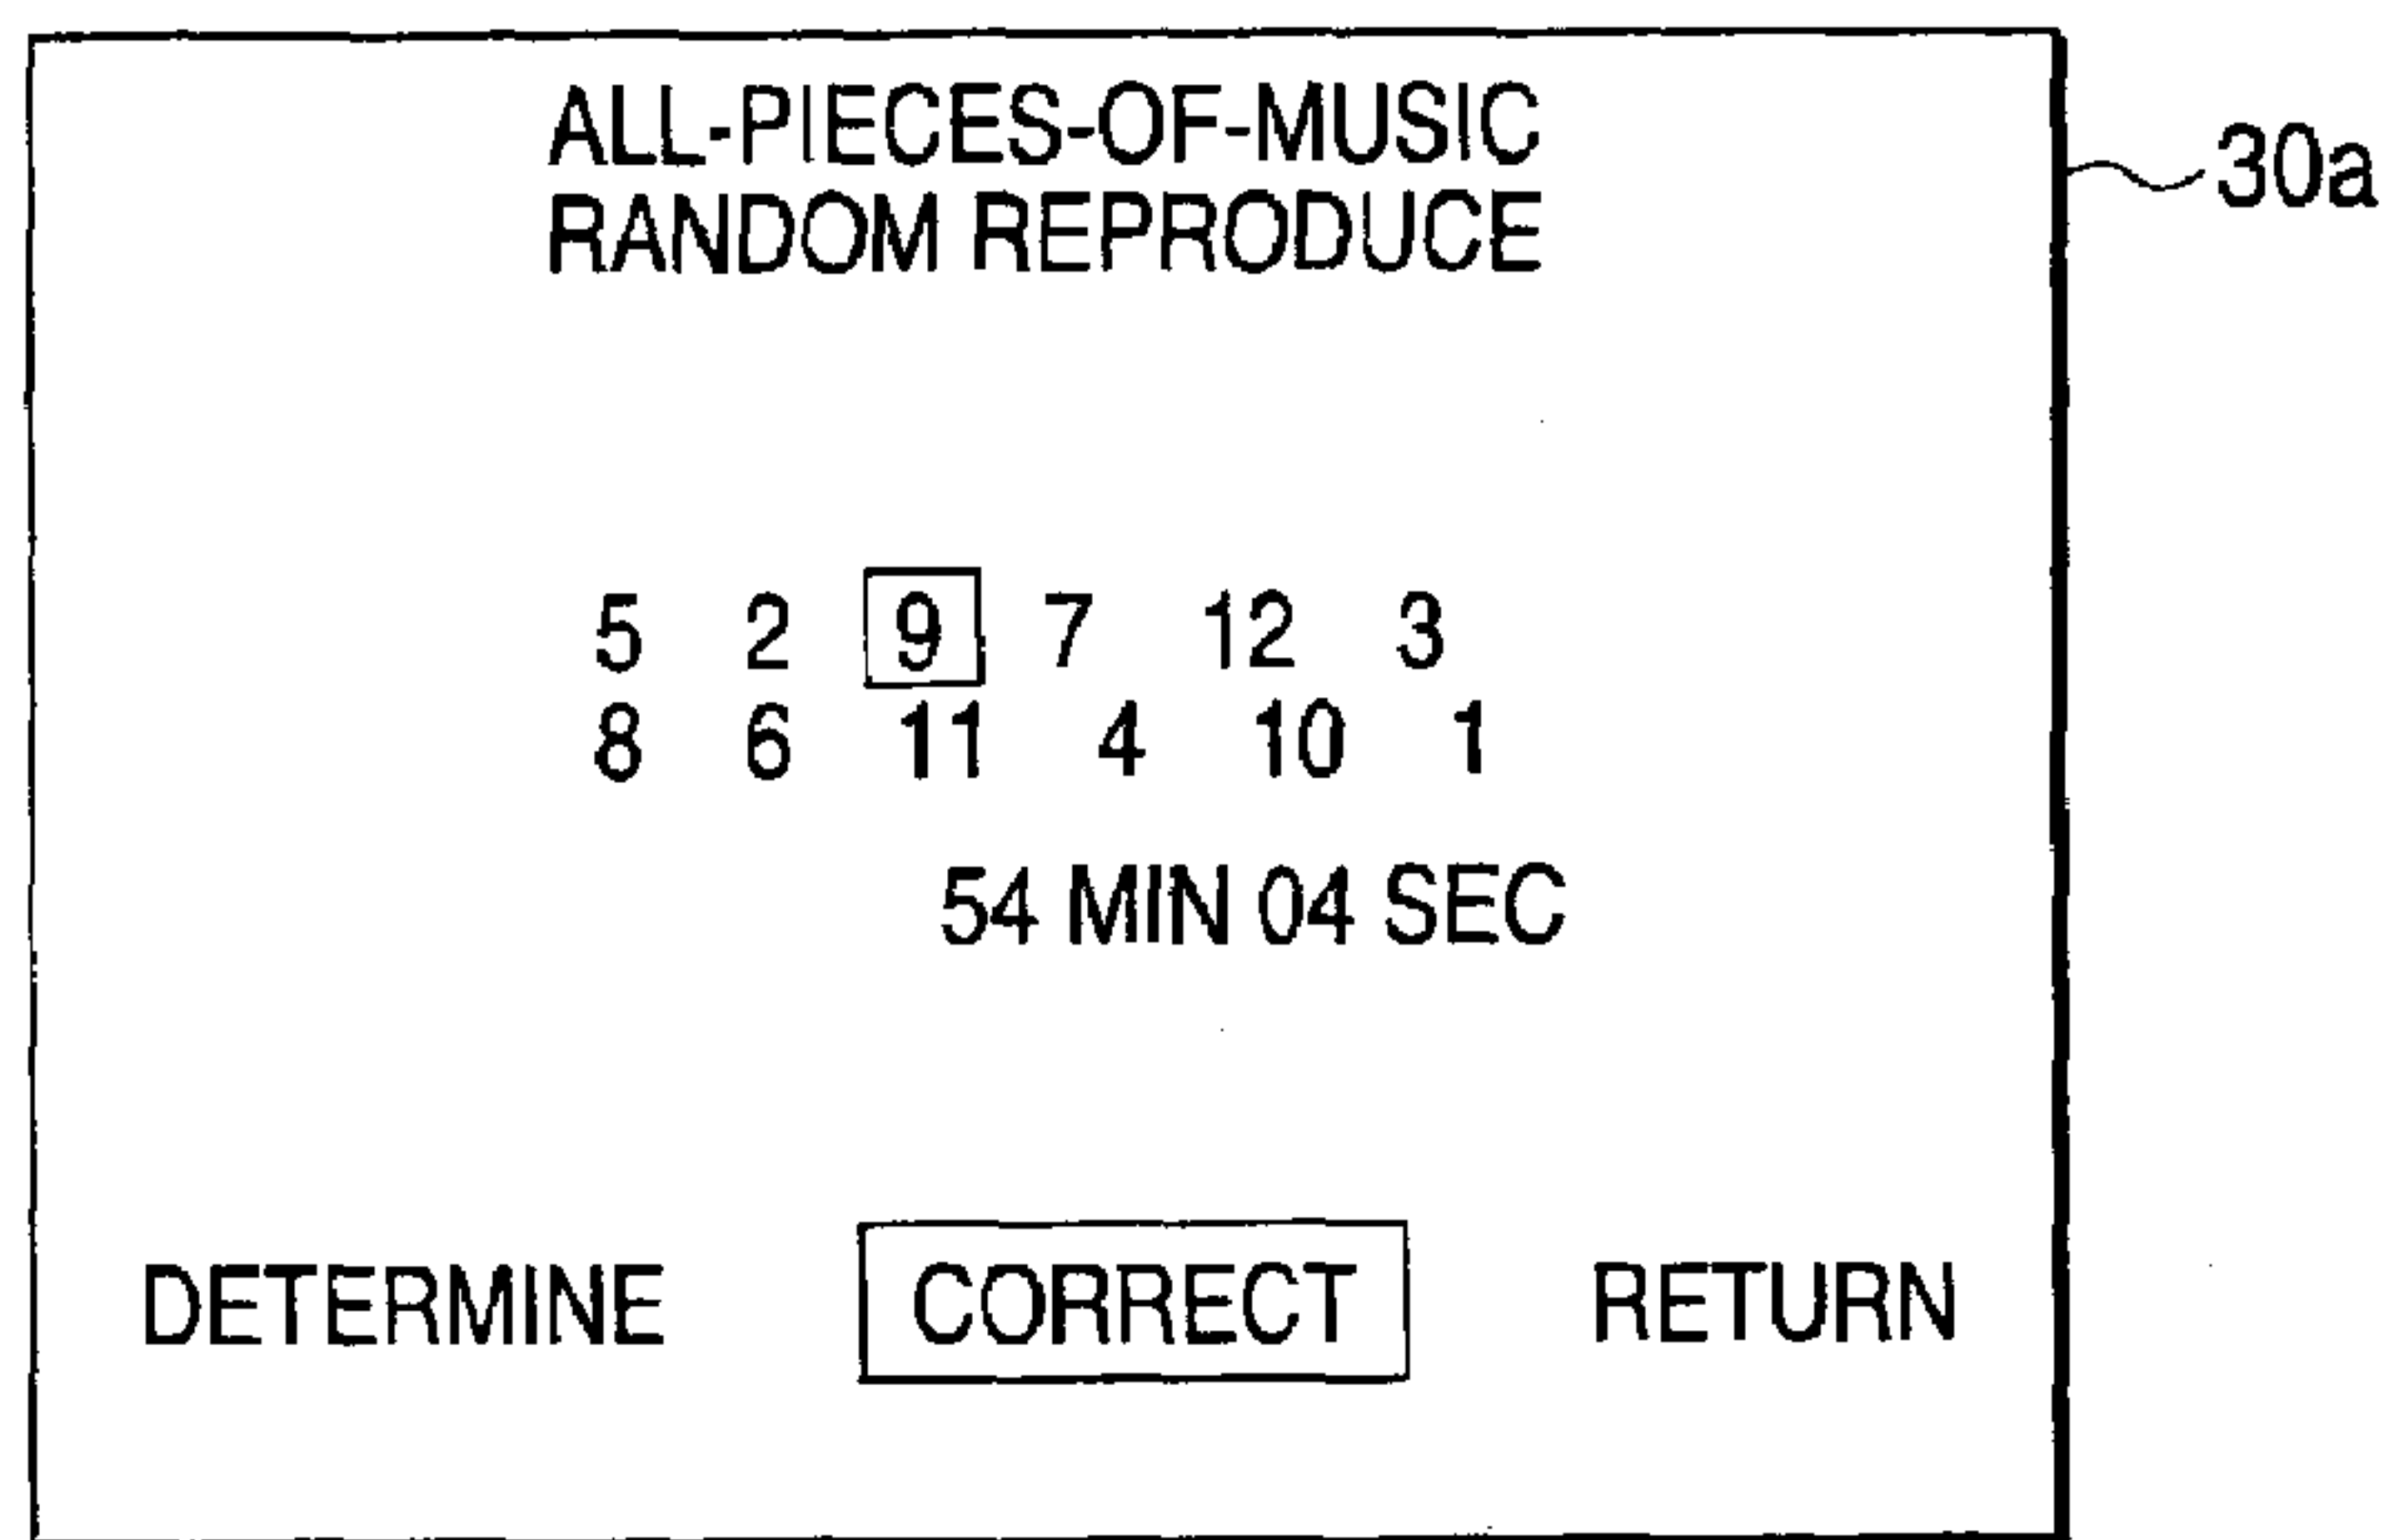 ALL-PIECES-OF-MUSIC
RANDOM REPRODUCE
30a
5 2 9 7 12 3
8 6 11 4 10 1
54 MIN 04 SEC
DETERMINE CORRECT RETURN